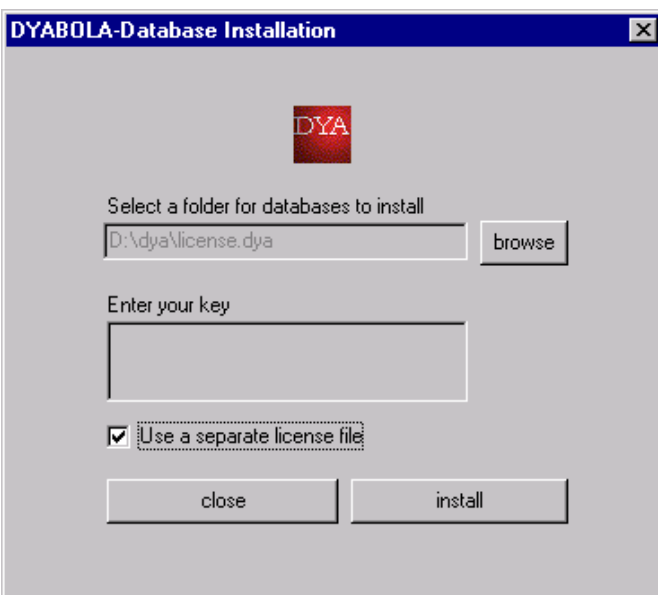 DYABOLA-Database Installation
DYA
Select a folder for databases to install
D:\dya\license.dya
browse
Enter your key
Use a separate license file
close
install